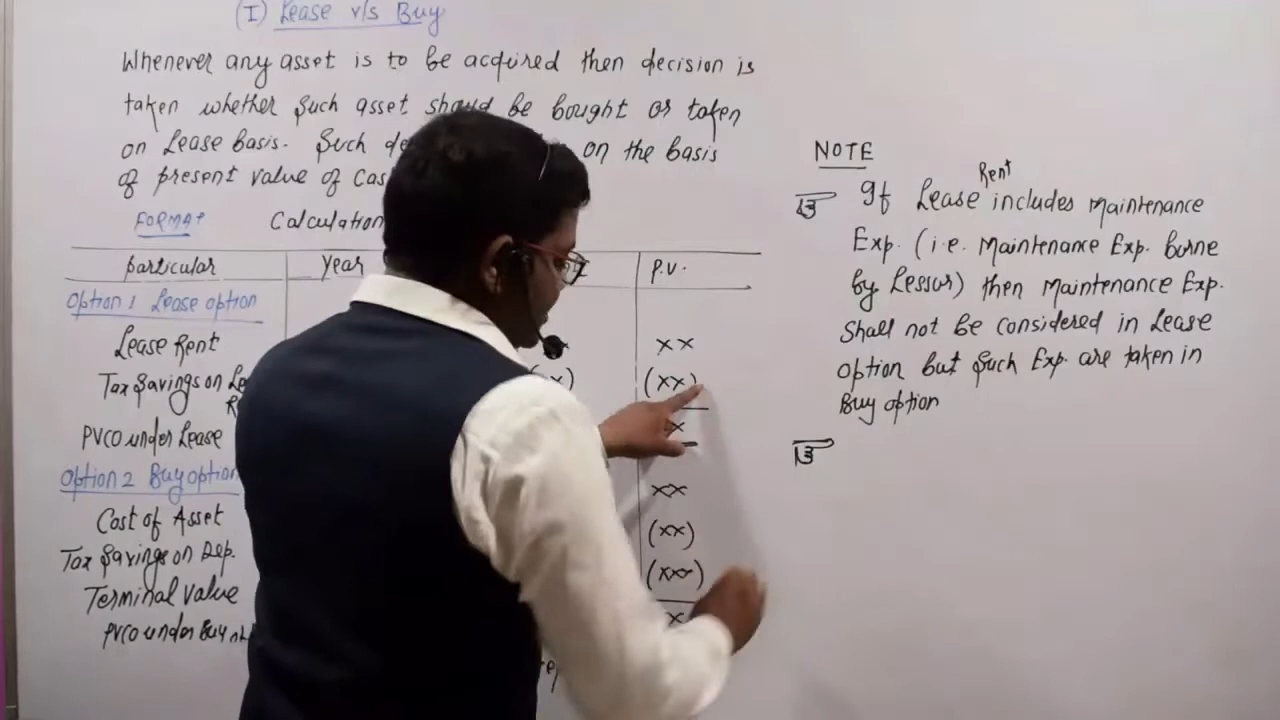 (I) Lease v/s Buy
Whenever any asset is to be acquired then decision is
taken whether such asset should be bought or taken
on Lease basis. Such on the basis
of present value of
FORMAT Calculation
particular year P.V.
Option 1 Lease option
Lease Rent xx
Tax Savings on (xx)
PVCO under Lease x
Option 2 Buy option
Cost of Asset xx
Tax Savings on Dep. (xx)
Terminal Value (xx)
PVCO under Buy x
NOTE
Rent
If Lease includes Maintenance
Exp. (i.e. Maintenance Exp. borne
by Lessor) then Maintenance Exp.
Shall not be considered in Lease
option but Such Exp. are taken in
Buy option